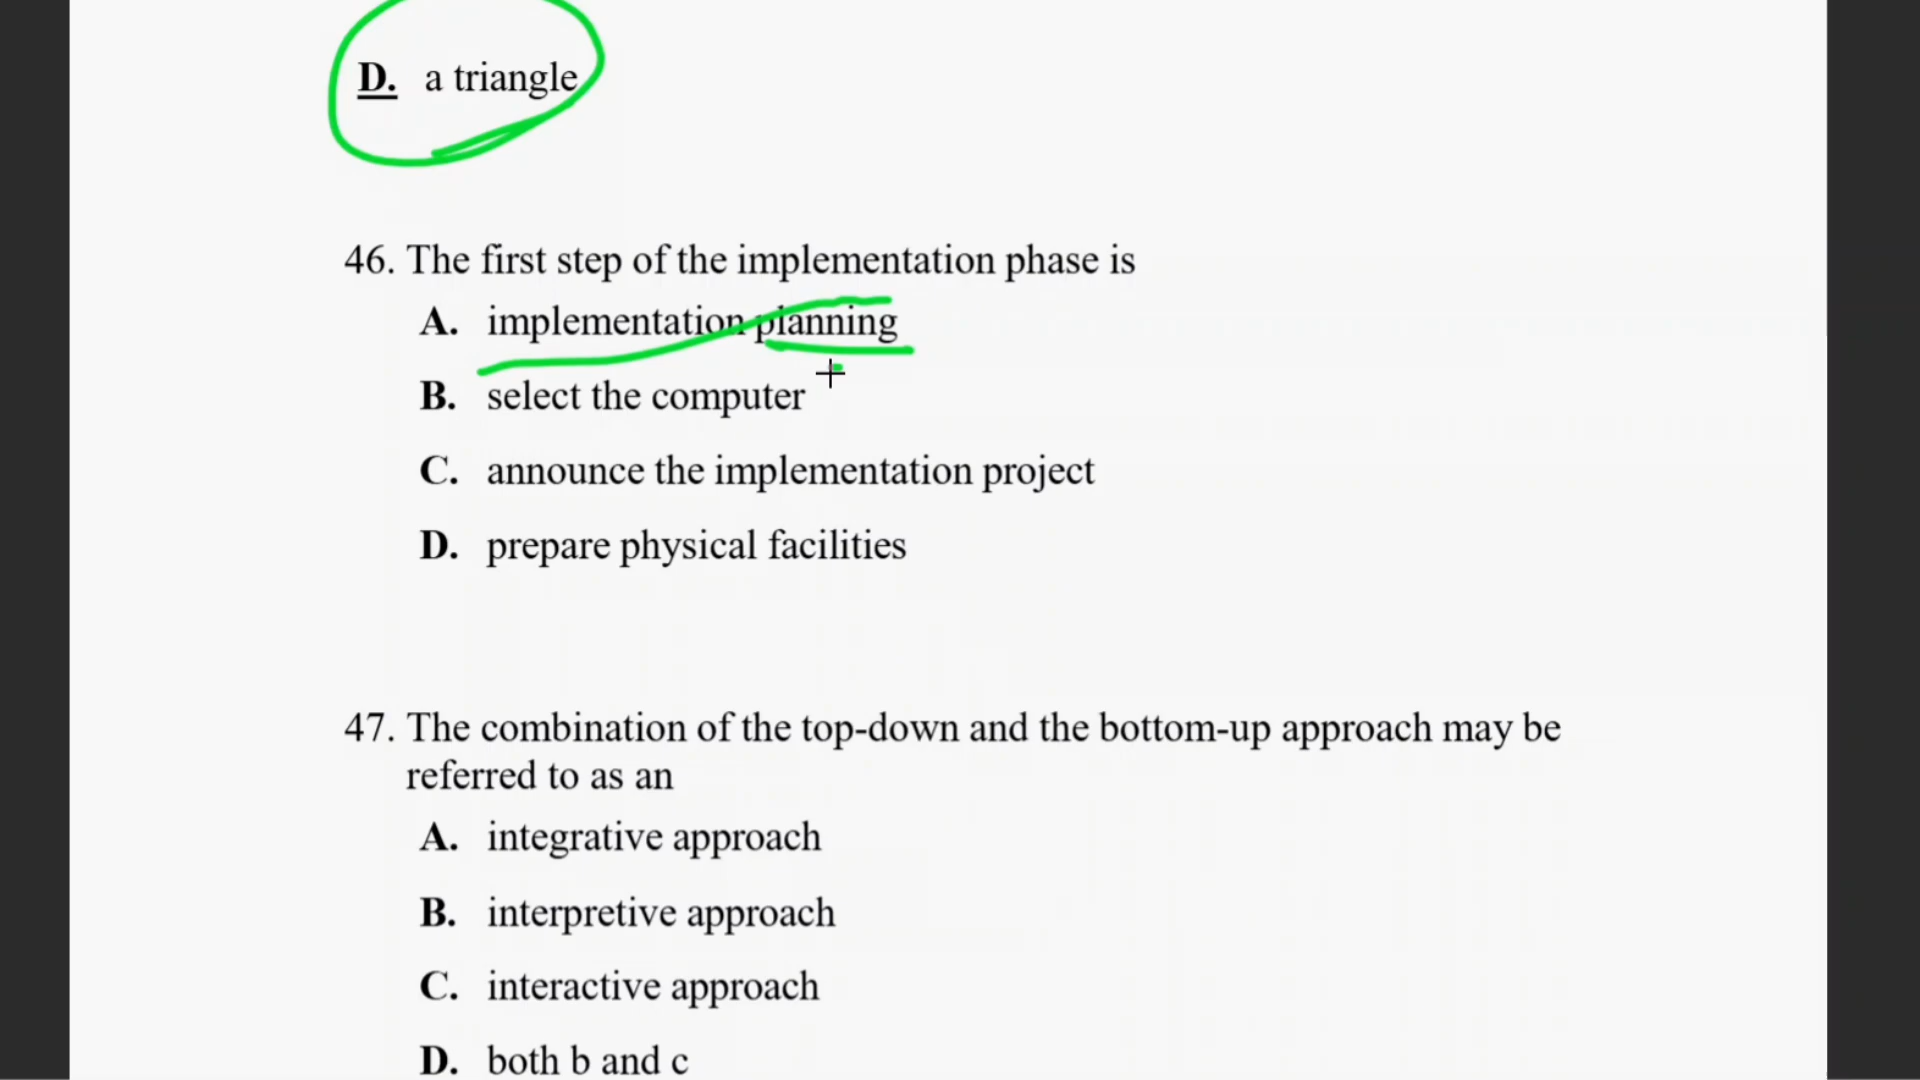 D. a triangle
46. The first step of the implementation phase is
A. implementation planning
B. select the computer
C. announce the implementation project
D. prepare physical facilities
47. The combination of the top-down and the bottom-up approach may be
referred to as an
A. integrative approach
B. interpretive approach
C. interactive approach
D. both b and c